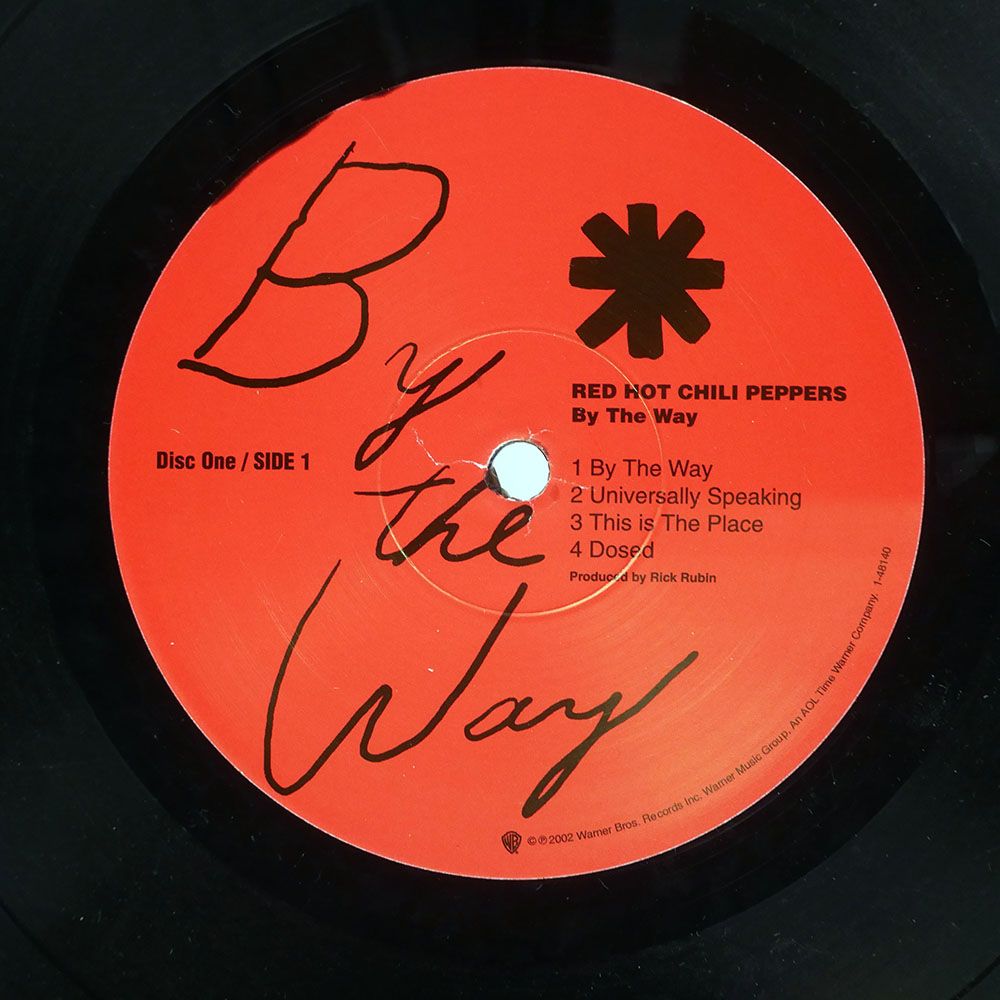 By
the
Way
Disc One / SIDE 1
RED HOT CHILI PEPPERS
By The Way
1 By The Way
2 Universally Speaking
3 This is The Place
4 Dosed
Produced by Rick Rubin
WB ©℗2002 Warner Bros. Records Inc. Warner Music Group, An AOL Time Warner Company. 1-48140